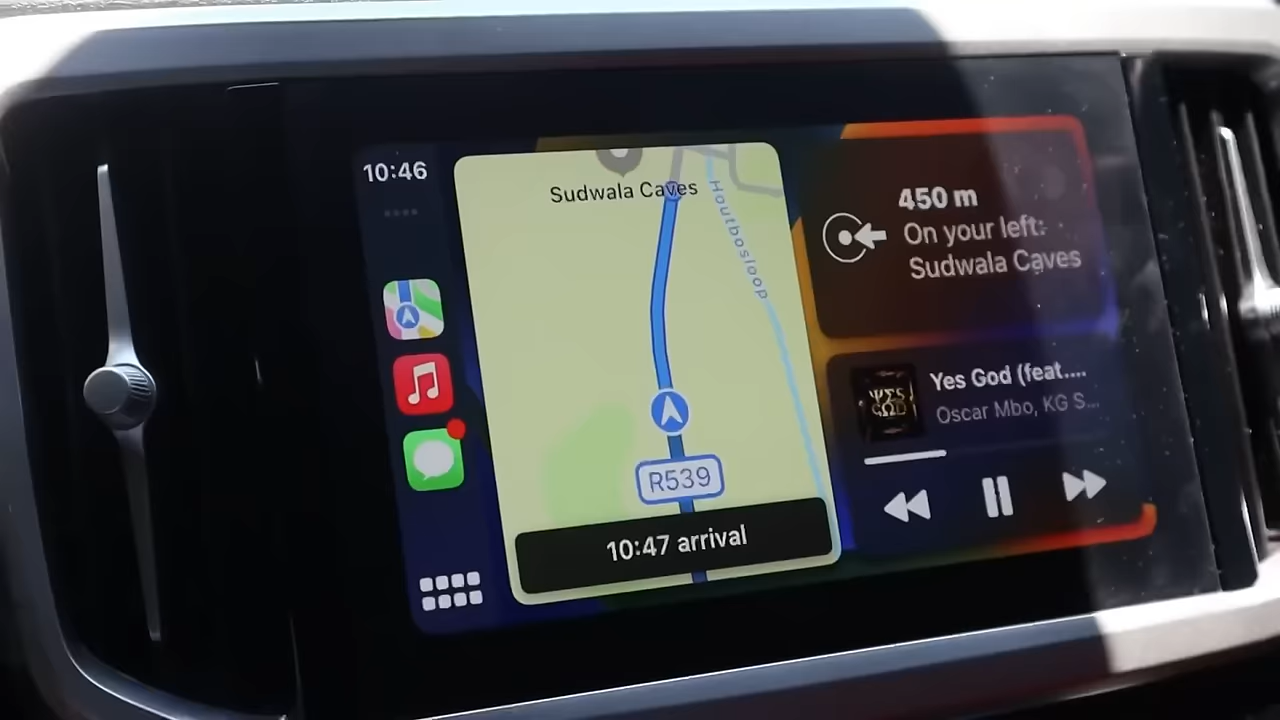 10:46
Sudwala Caves
Houtbosloop
R539
10:47 arrival
450 m
On your left:
Sudwala Caves
Yes God (feat....
Oscar Mbo, KG S...